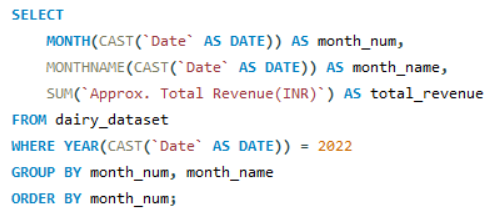 SELECT
    MONTH(CAST(`Date` AS DATE)) AS month_num,
    MONTHNAME(CAST(`Date` AS DATE)) AS month_name,
    SUM(`Approx. Total Revenue(INR)`) AS total_revenue
FROM dairy_dataset
WHERE YEAR(CAST(`Date` AS DATE)) = 2022
GROUP BY month_num, month_name
ORDER BY month_num;